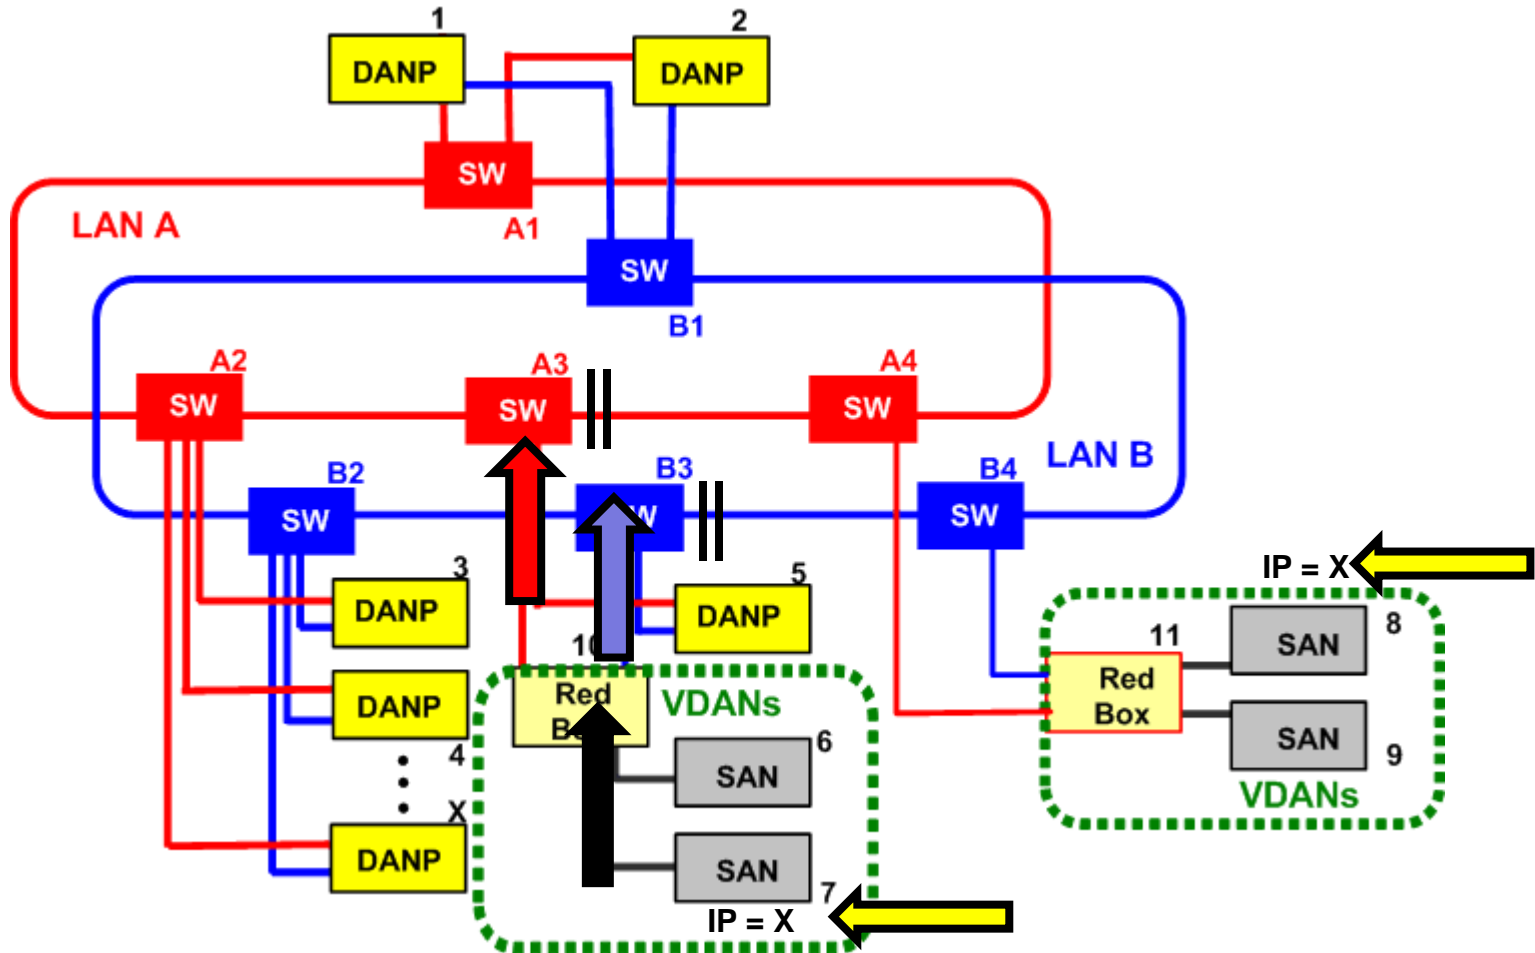 1
2
DANP
DANP
SW
LAN A
A1
SW
B1
A2
A3
A4
SW
SW
SW
LAN B
B2
B3
B4
SW
W
SW
IP = X
3
5
DANP
DANP
8
SAN
11
10
Red
Box
VDANs
Red
DANP
SAN
9
4
6
SAN
VDANs
X
DANP
SAN
7
IP = X